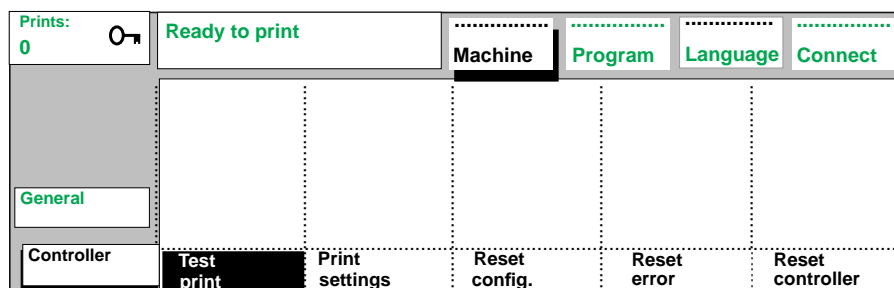 Prints:
0
Ready to print
Machine
Program
Language
Connect
General
Controller
Test
print
Print
settings
Reset
config.
Reset
error
Reset
controller